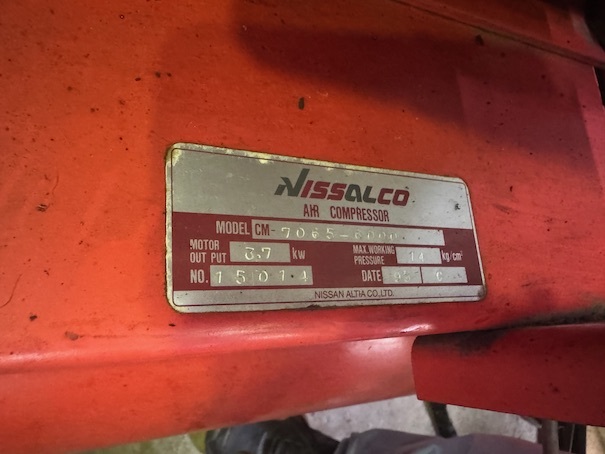 NISSALCO
AIR COMPRESSOR
MODEL CM-7065-6000
MOTOR OUT PUT 3.7 kw MAX. WORKING PRESSURE 14 kg/cm²
NO. 15014 DATE
NISSAN ALTIA CO., LTD.